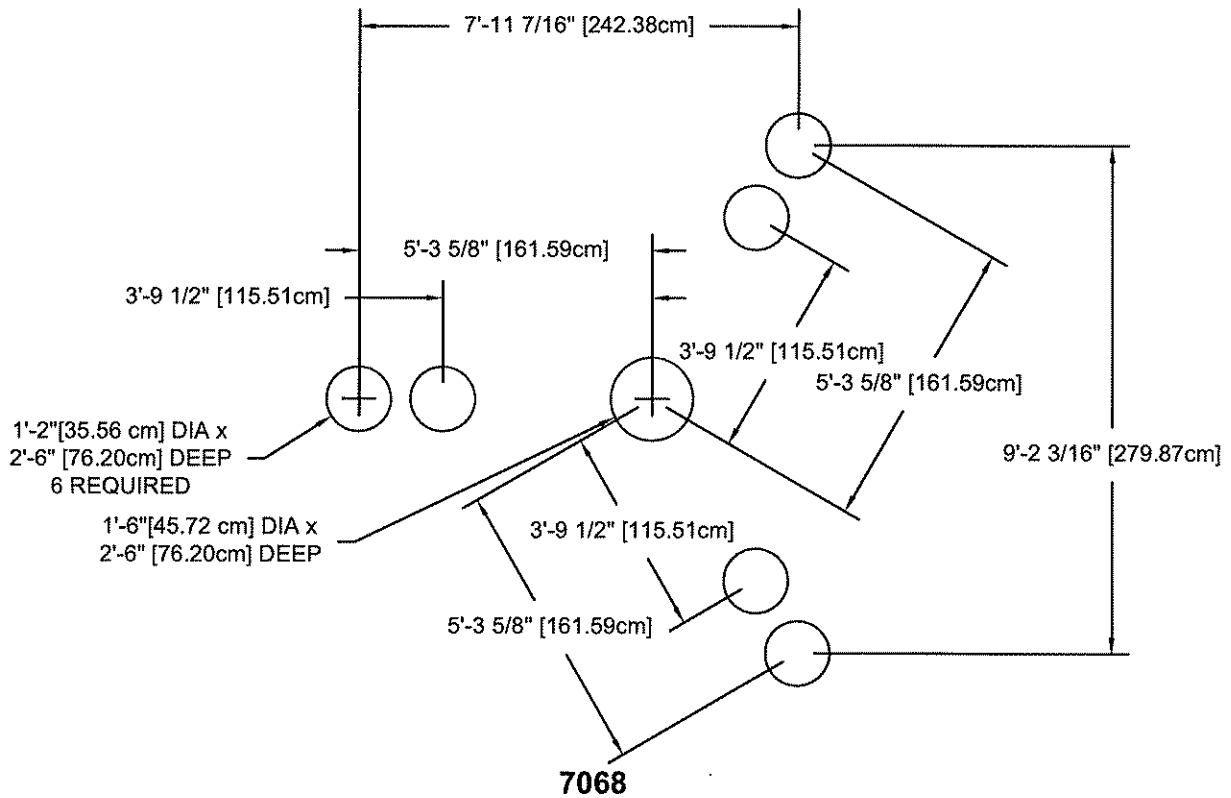 7'-11 7/16" [242.38cm]
5'-3 5/8" [161.59cm]
3'-9 1/2" [115.51cm]
3'-9 1/2" [115.51cm]
5'-3 5/8" [161.59cm]
1'-2"[35.56 cm] DIA x
2'-6" [76.20cm] DEEP
6 REQUIRED
9'-2 3/16" [279.87cm]
1'-6"[45.72 cm] DIA x
2'-6" [76.20cm] DEEP
3'-9 1/2" [115.51cm]
5'-3 5/8" [161.59cm]
7068